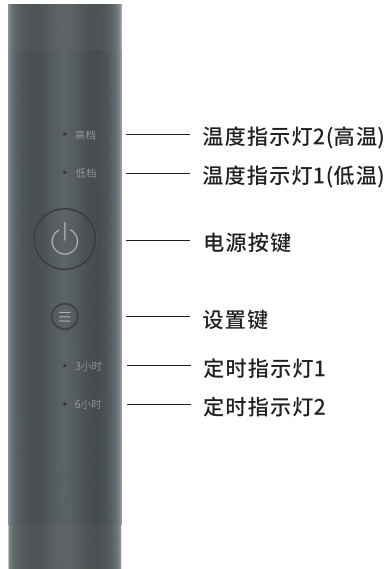 高档
温度指示灯2(高温)
低档
温度指示灯1(低温)
电源按键
设置键
3小时
定时指示灯1
6小时
定时指示灯2